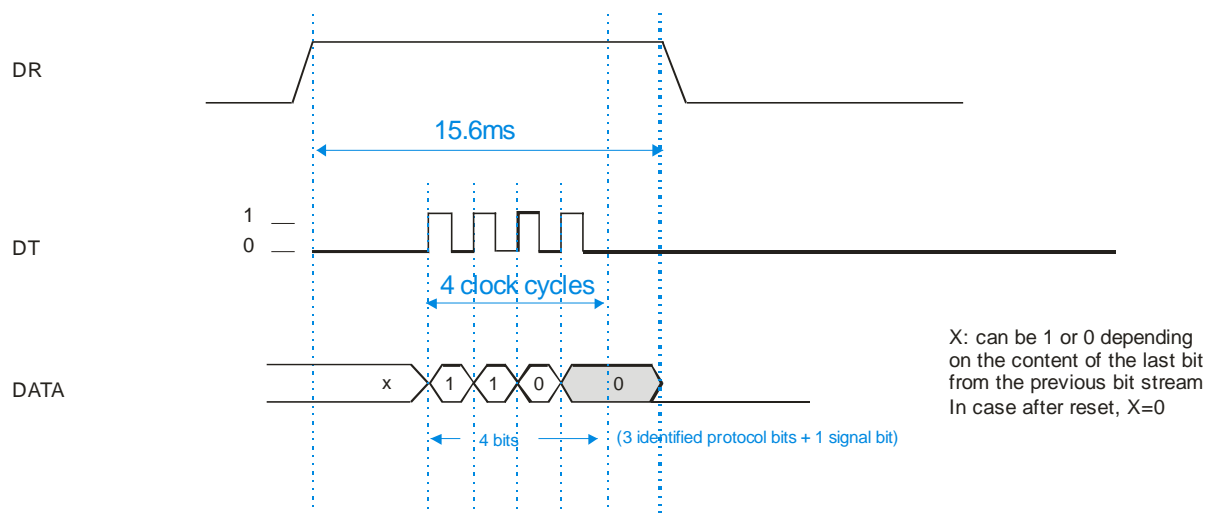 DR
15.6ms
1
0
DT
4 clock cycles
X: can be 1 or 0 depending
on the content of the last bit
from the previous bit stream
In case after reset, X=0
DATA
x
1
1
0
0
4 bits
(3 identified protocol bits + 1 signal bit)